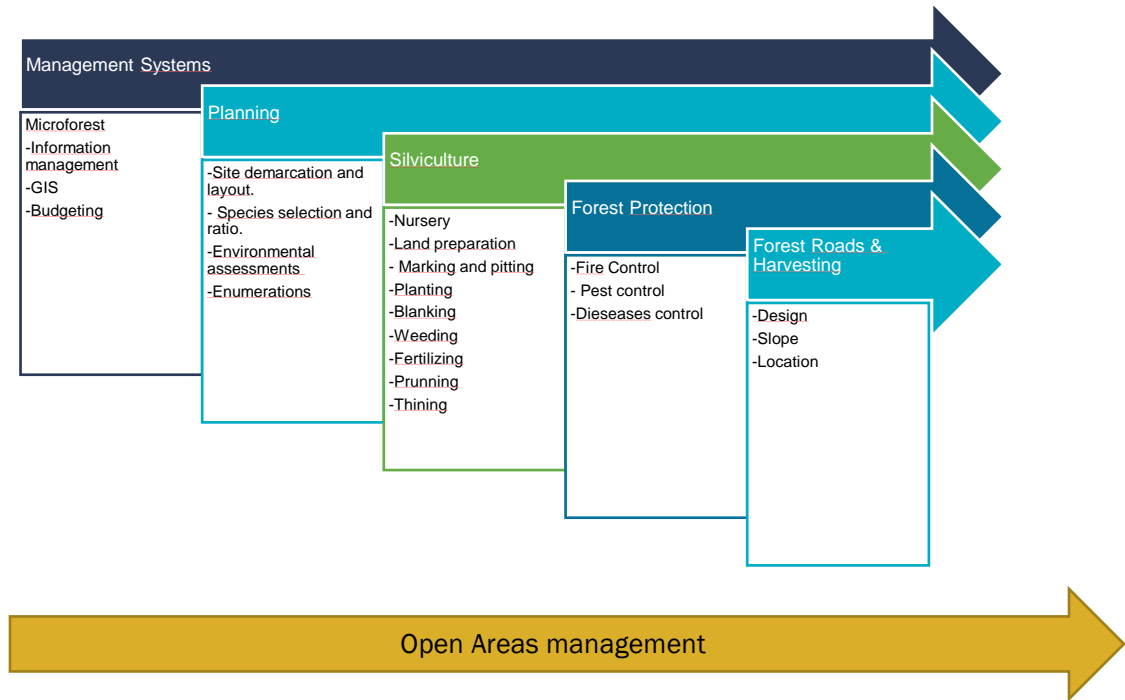 Management Systems
Microforest
-Information
management
-GIS
-Budgeting
Planning
-Site demarcation and
layout.
- Species selection and
ratio.
-Environmental
assessments
-Enumerations
Silviculture
-Nursery
-Land preparation
- Marking and pitting
-Planting
-Blanking
-Weeding
-Fertilizing
-Prunning
-Thining
Forest Protection
-Fire Control
- Pest control
-Dieseases control
Forest Roads &
Harvesting
-Design
-Slope
-Location
Open Areas management